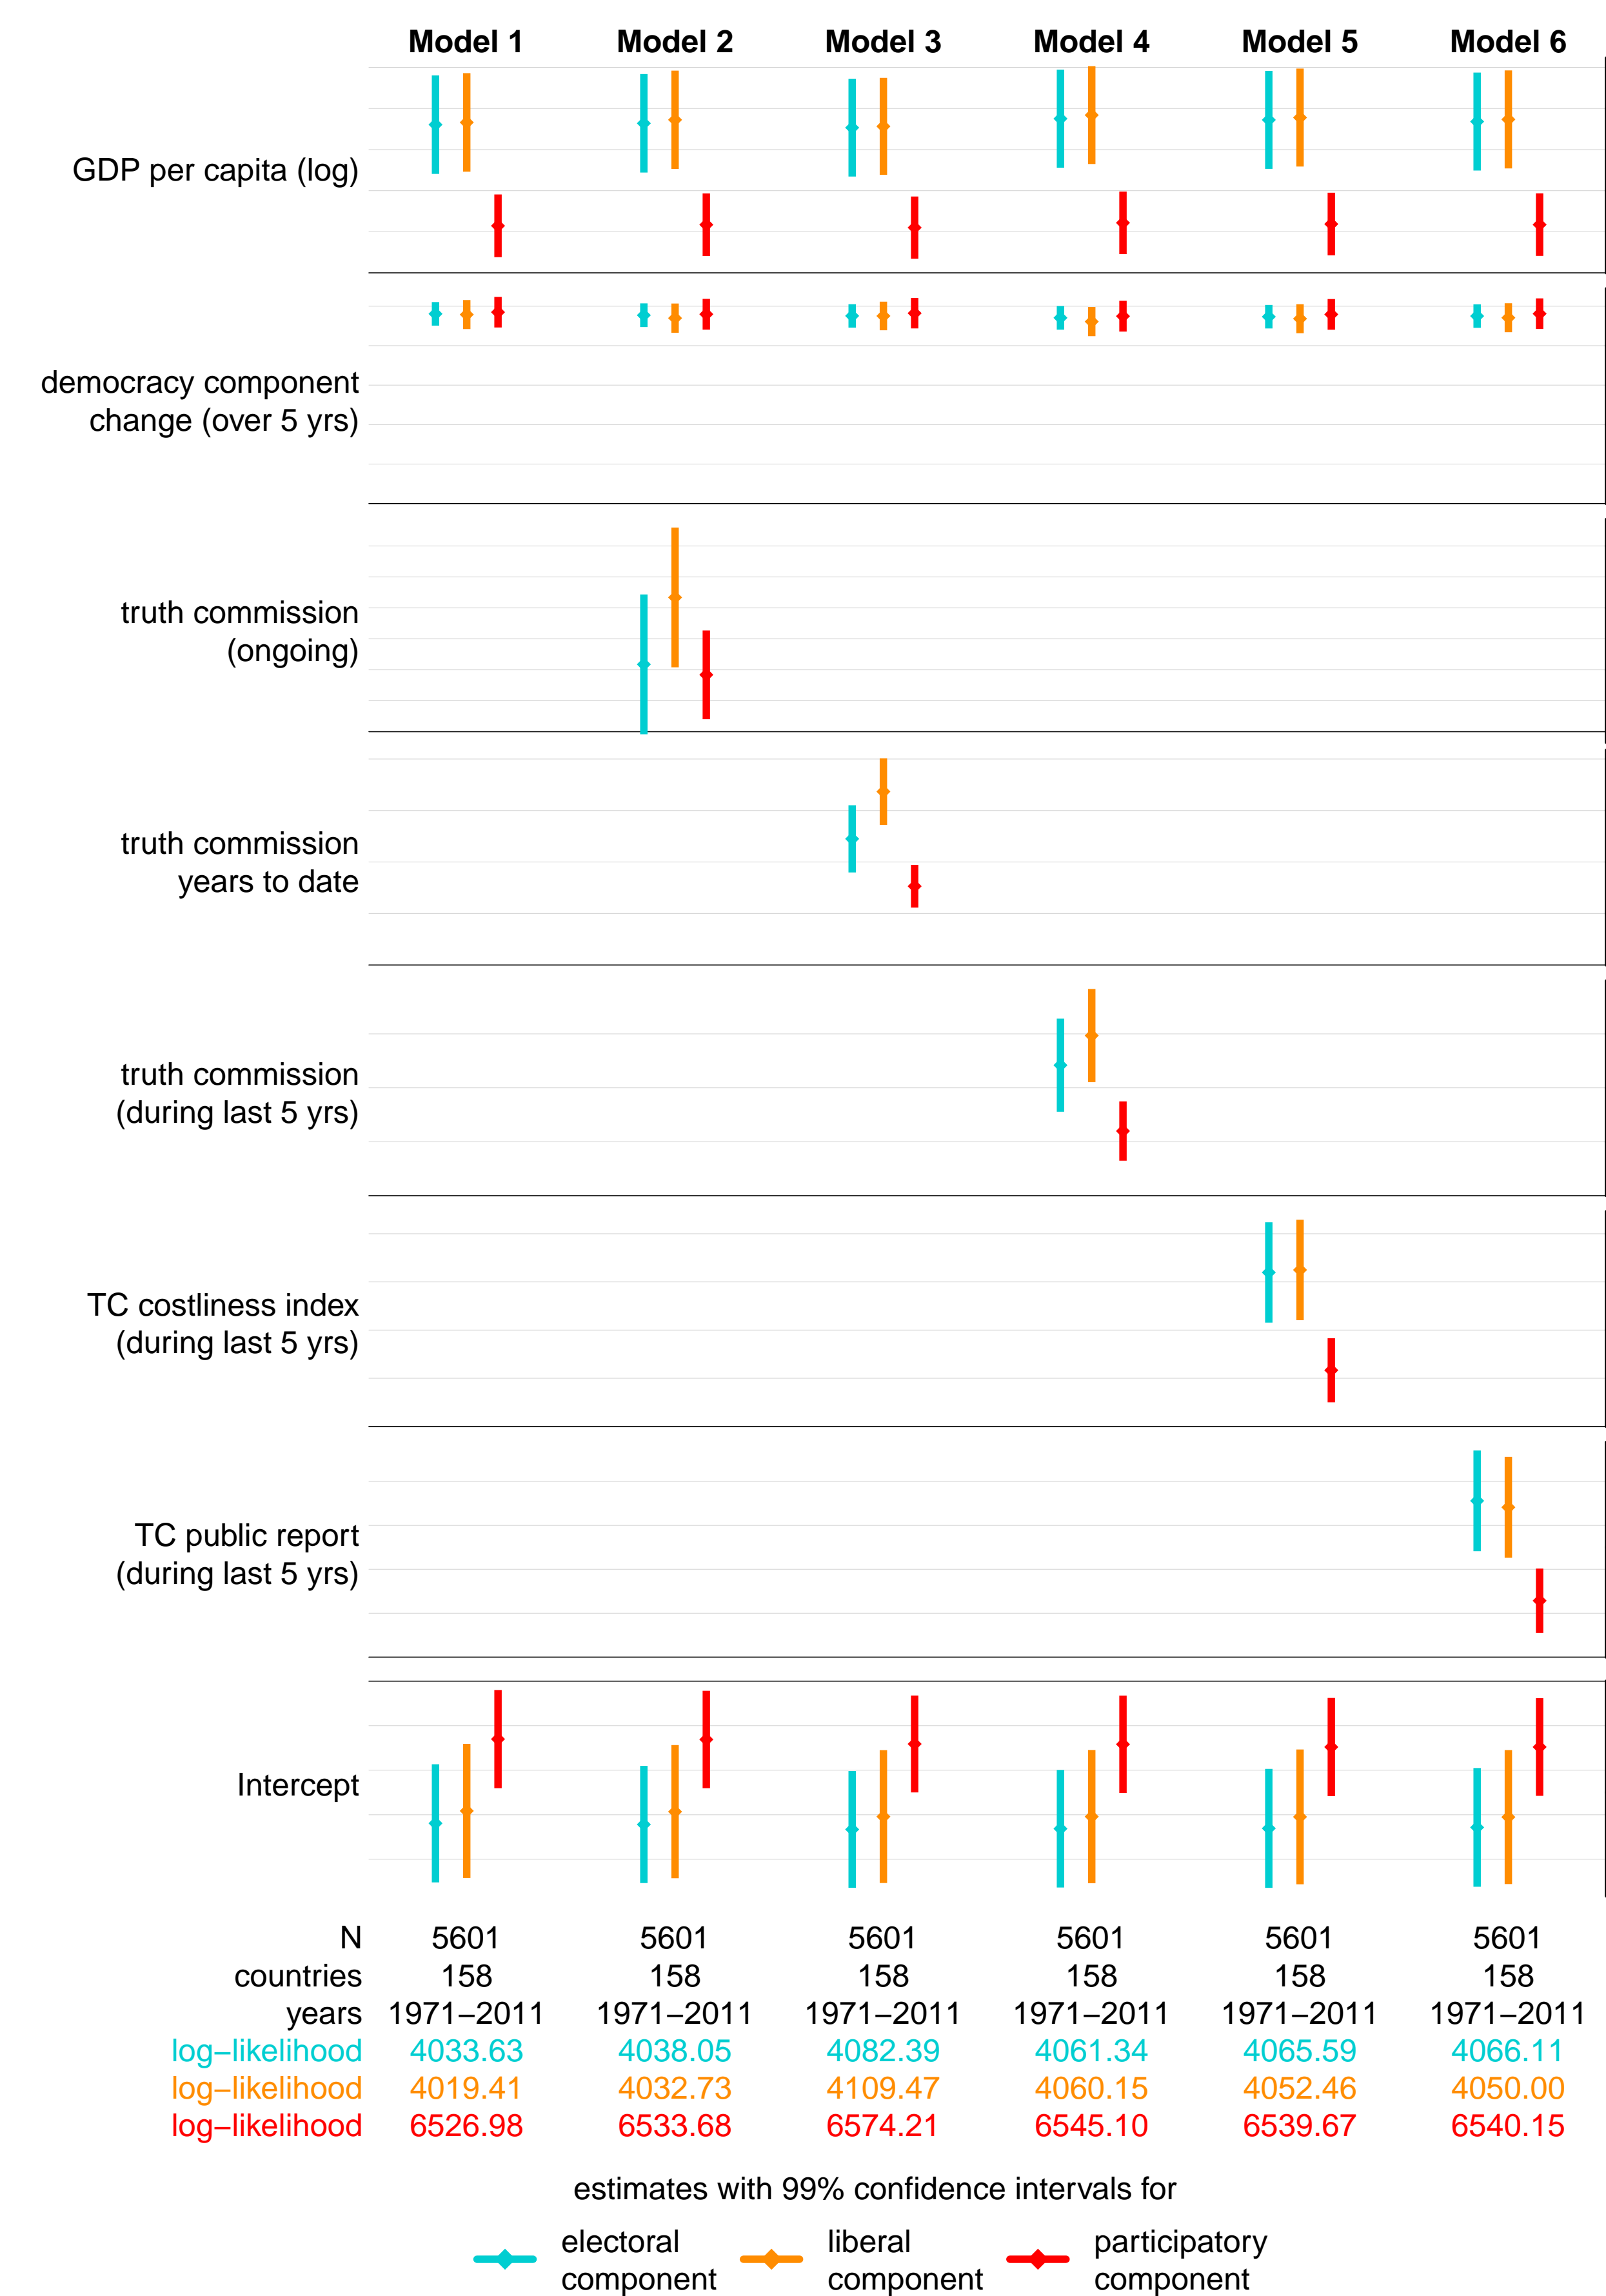 Model 1 Model 2 Model 3 Model 4 Model 5 Model 6
GDP per capita (log)
democracy component
change (over 5 yrs)
truth commission
(ongoing)
truth commission
years to date
truth commission
(during last 5 yrs)
TC costliness index
(during last 5 yrs)
TC public report
(during last 5 yrs)
Intercept
N 5601 5601 5601 5601 5601 5601
countries 158 158 158 158 158 158
years 1971−2011 1971−2011 1971−2011 1971−2011 1971−2011 1971−2011
log−likelihood 4033.63 4038.05 4082.39 4061.34 4065.59 4066.11
log−likelihood 4019.41 4032.73 4109.47 4060.15 4052.46 4050.00
log−likelihood 6526.98 6533.68 6574.21 6545.10 6539.67 6540.15
estimates with 99% confidence intervals for
electoral liberal participatory
component component component